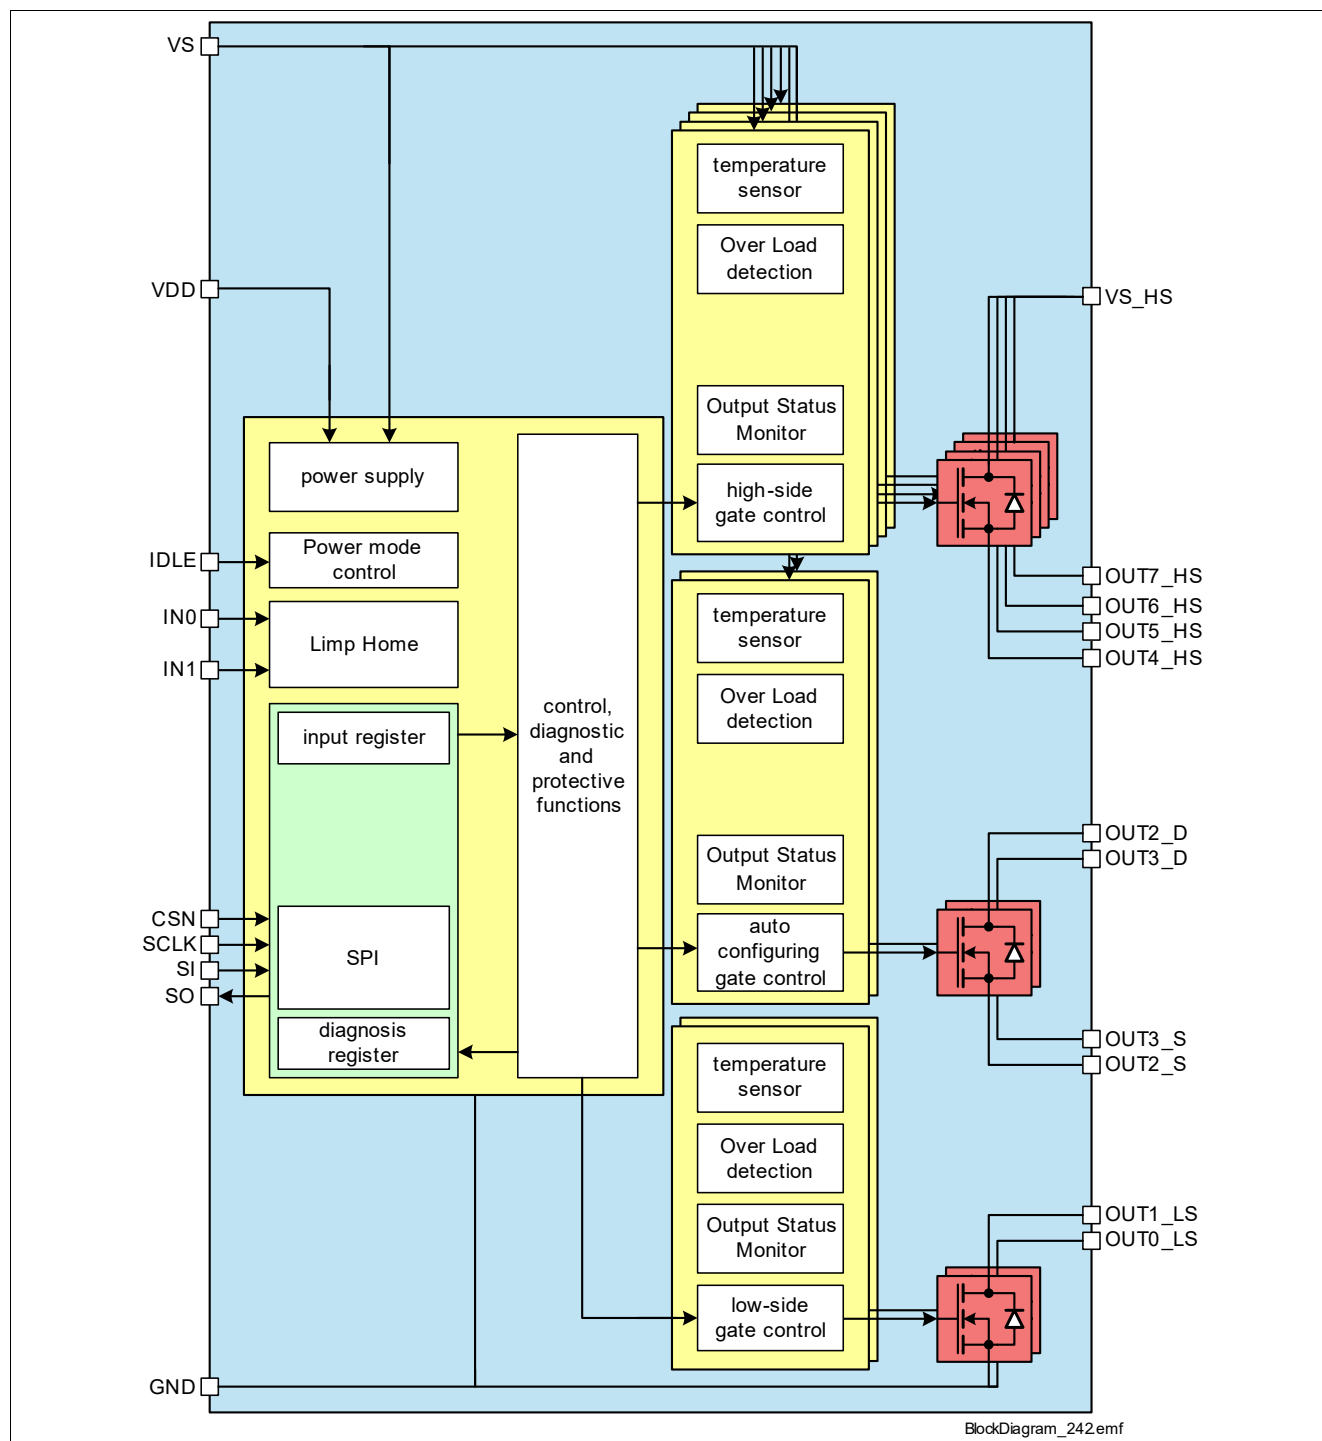 VS
temperature
sensor
Over Load
detection
VDD
VS_HS
Output Status
Monitor
power supply
high-side
gate control
Power mode
control
IDLE
OUT7_HS
IN0
OUT6_HS
OUT5_HS
Limp Home
IN1
OUT4_HS
temperature
sensor
Over Load
detection
input register
control,
diagnostic
and
protective
functions
OUT2_D
OUT3_D
Output Status
Monitor
CSN
SCLK
SI
SO
SPI
auto
configuring
gate control
diagnosis
register
OUT3_S
OUT2_S
temperature
sensor
Over Load
detection
Output Status
Monitor
OUT1_LS
OUT0_LS
low-side
gate control
GND
BlockDiagram_242.emf